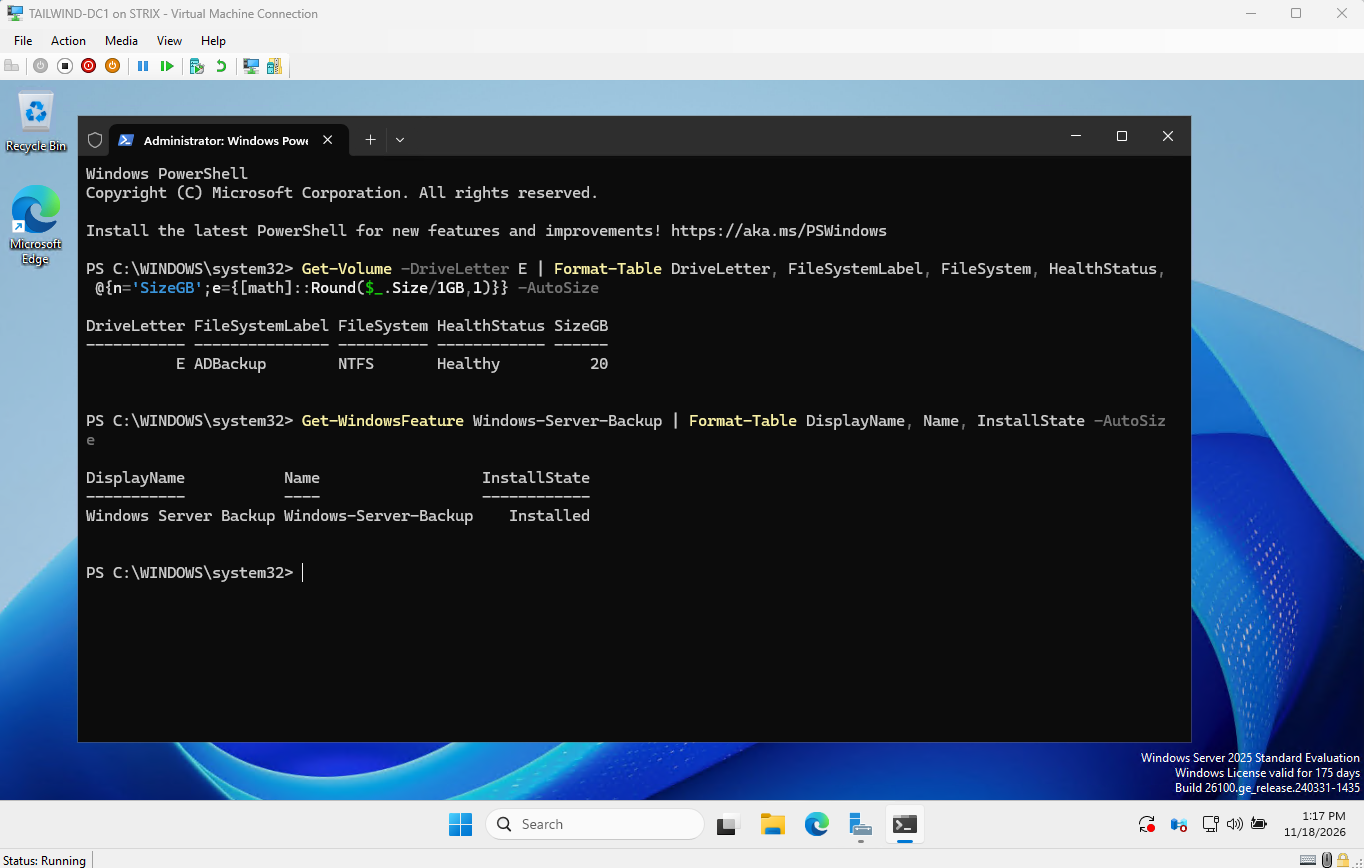 TAILWIND-DC1 on STRIX - Virtual Machine Connection
File Action Media View Help
Recycle Bin
Microsoft
Edge
Administrator: Windows Powe
Windows PowerShell
Copyright (C) Microsoft Corporation. All rights reserved.
Install the latest PowerShell for new features and improvements! https://aka.ms/PSWindows
PS C:\WINDOWS\system32> Get-Volume -DriveLetter E | Format-Table DriveLetter, FileSystemLabel, FileSystem, HealthStatus,
@{n='SizeGB';e={[math]::Round($_.Size/1GB,1)}} -AutoSize
DriveLetter FileSystemLabel FileSystem HealthStatus SizeGB
----------- --------------- ---------- ------------ ------
E ADBackup NTFS Healthy 20
PS C:\WINDOWS\system32> Get-WindowsFeature Windows-Server-Backup | Format-Table DisplayName, Name, InstallState -AutoSiz
e
DisplayName Name InstallState
----------- ---- ------------
Windows Server Backup Windows-Server-Backup Installed
PS C:\WINDOWS\system32>
Windows Server 2025 Standard Evaluation
Windows License valid for 175 days
Build 26100.ge_release.240331-1435
Search
1:17 PM
11/18/2026
Status: Running